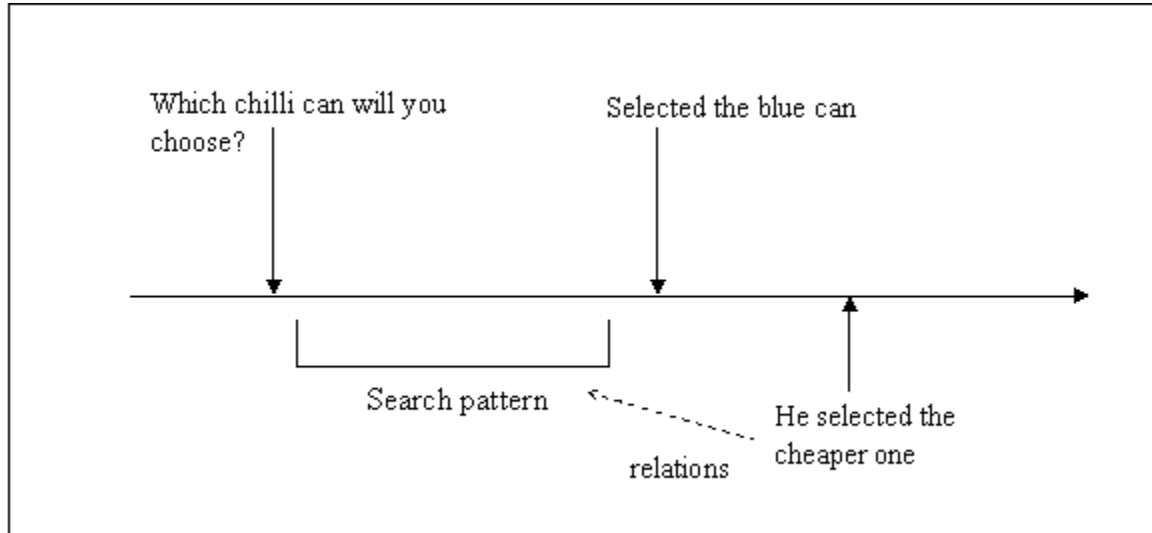 Which chilli can will you
choose?
Selected the blue can
Search pattern
He selected the
cheaper one
relations